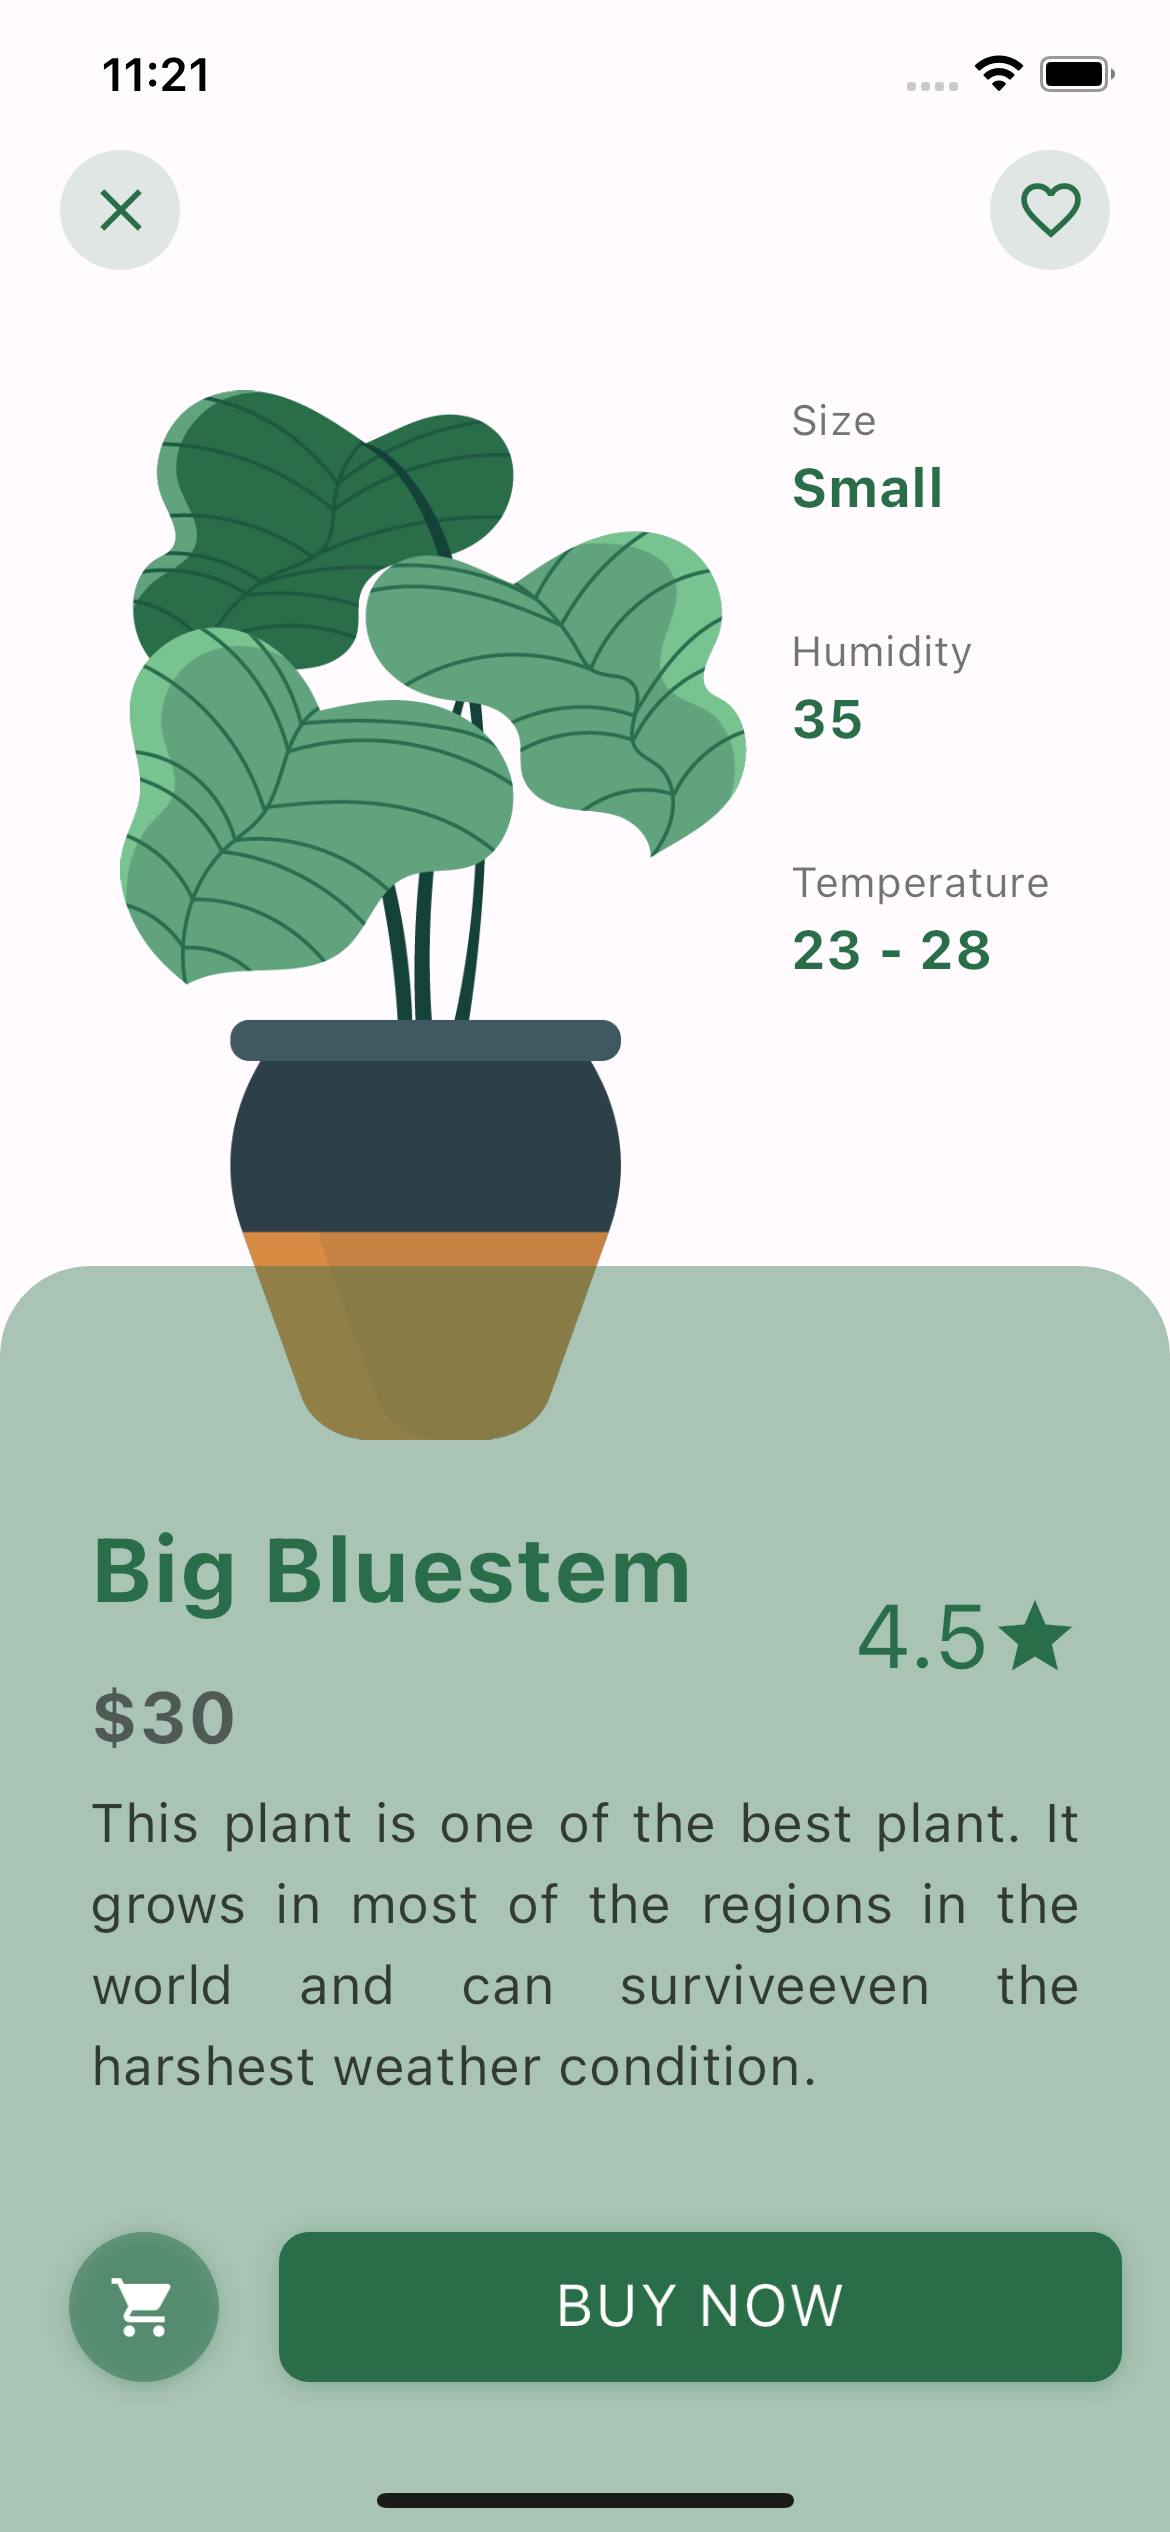 11:21
Size
Small
Humidity
35
Temperature
23 - 28
Big Bluestem
4.5
$30
This plant is one of the best plant. It
grows in most of the regions in the
world and can surviveeven the
harshest weather condition.
BUY NOW